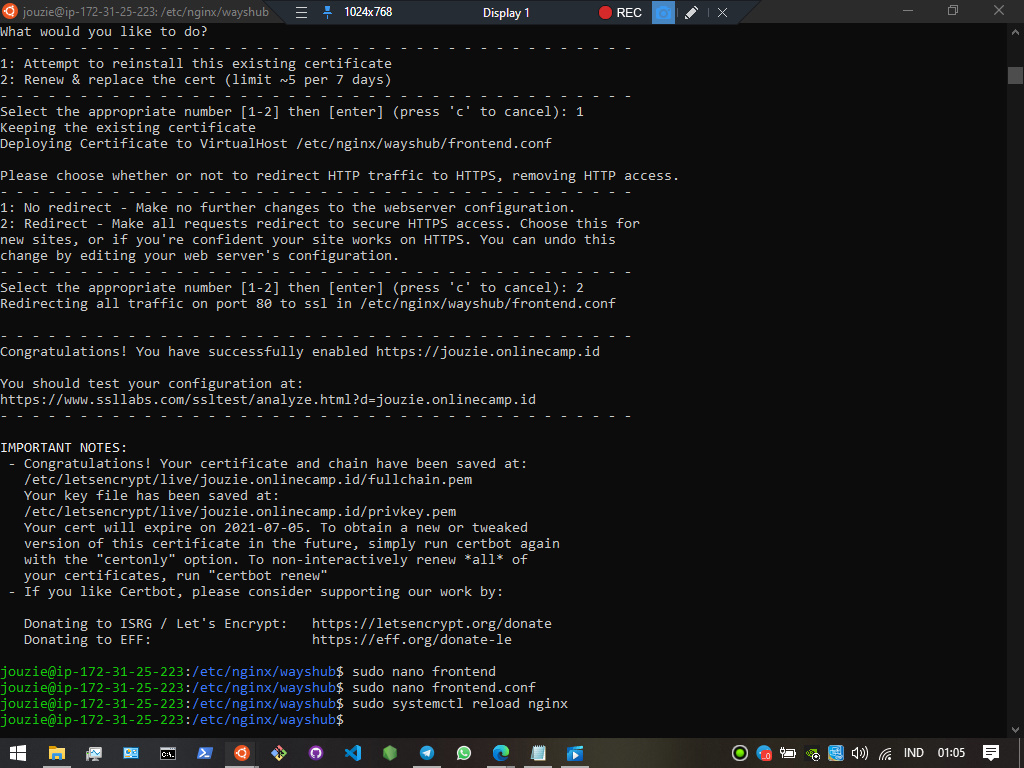 jouzie@ip-172-31-25-223: /etc/nginx/wayshub
1024x768
Display 1
REC
What would you like to do?
- - - - - - - - - - - - - - - - - - - - - - - - - - - - - - - - - - - - - - - -
1: Attempt to reinstall this existing certificate
2: Renew & replace the cert (limit ~5 per 7 days)
- - - - - - - - - - - - - - - - - - - - - - - - - - - - - - - - - - - - - - - -
Select the appropriate number [1-2] then [enter] (press 'c' to cancel): 1
Keeping the existing certificate
Deploying Certificate to VirtualHost /etc/nginx/wayshub/frontend.conf
Please choose whether or not to redirect HTTP traffic to HTTPS, removing HTTP access.
- - - - - - - - - - - - - - - - - - - - - - - - - - - - - - - - - - - - - - - -
1: No redirect - Make no further changes to the webserver configuration.
2: Redirect - Make all requests redirect to secure HTTPS access. Choose this for
new sites, or if you're confident your site works on HTTPS. You can undo this
change by editing your web server's configuration.
- - - - - - - - - - - - - - - - - - - - - - - - - - - - - - - - - - - - - - - -
Select the appropriate number [1-2] then [enter] (press 'c' to cancel): 2
Redirecting all traffic on port 80 to ssl in /etc/nginx/wayshub/frontend.conf
- - - - - - - - - - - - - - - - - - - - - - - - - - - - - - - - - - - - - - - -
Congratulations! You have successfully enabled https://jouzie.onlinecamp.id
You should test your configuration at:
https://www.ssllabs.com/ssltest/analyze.html?d=jouzie.onlinecamp.id
- - - - - - - - - - - - - - - - - - - - - - - - - - - - - - - - - - - - - - - -
IMPORTANT NOTES:
- Congratulations! Your certificate and chain have been saved at:
/etc/letsencrypt/live/jouzie.onlinecamp.id/fullchain.pem
Your key file has been saved at:
/etc/letsencrypt/live/jouzie.onlinecamp.id/privkey.pem
Your cert will expire on 2021-07-05. To obtain a new or tweaked
version of this certificate in the future, simply run certbot again
with the "certonly" option. To non-interactively renew *all* of
your certificates, run "certbot renew"
- If you like Certbot, please consider supporting our work by:
Donating to ISRG / Let's Encrypt:   https://letsencrypt.org/donate
Donating to EFF:                    https://eff.org/donate-le
jouzie@ip-172-31-25-223:/etc/nginx/wayshub$ sudo nano frontend
jouzie@ip-172-31-25-223:/etc/nginx/wayshub$ sudo nano frontend.conf
jouzie@ip-172-31-25-223:/etc/nginx/wayshub$ sudo systemctl reload nginx
jouzie@ip-172-31-25-223:/etc/nginx/wayshub$
IND
01:05